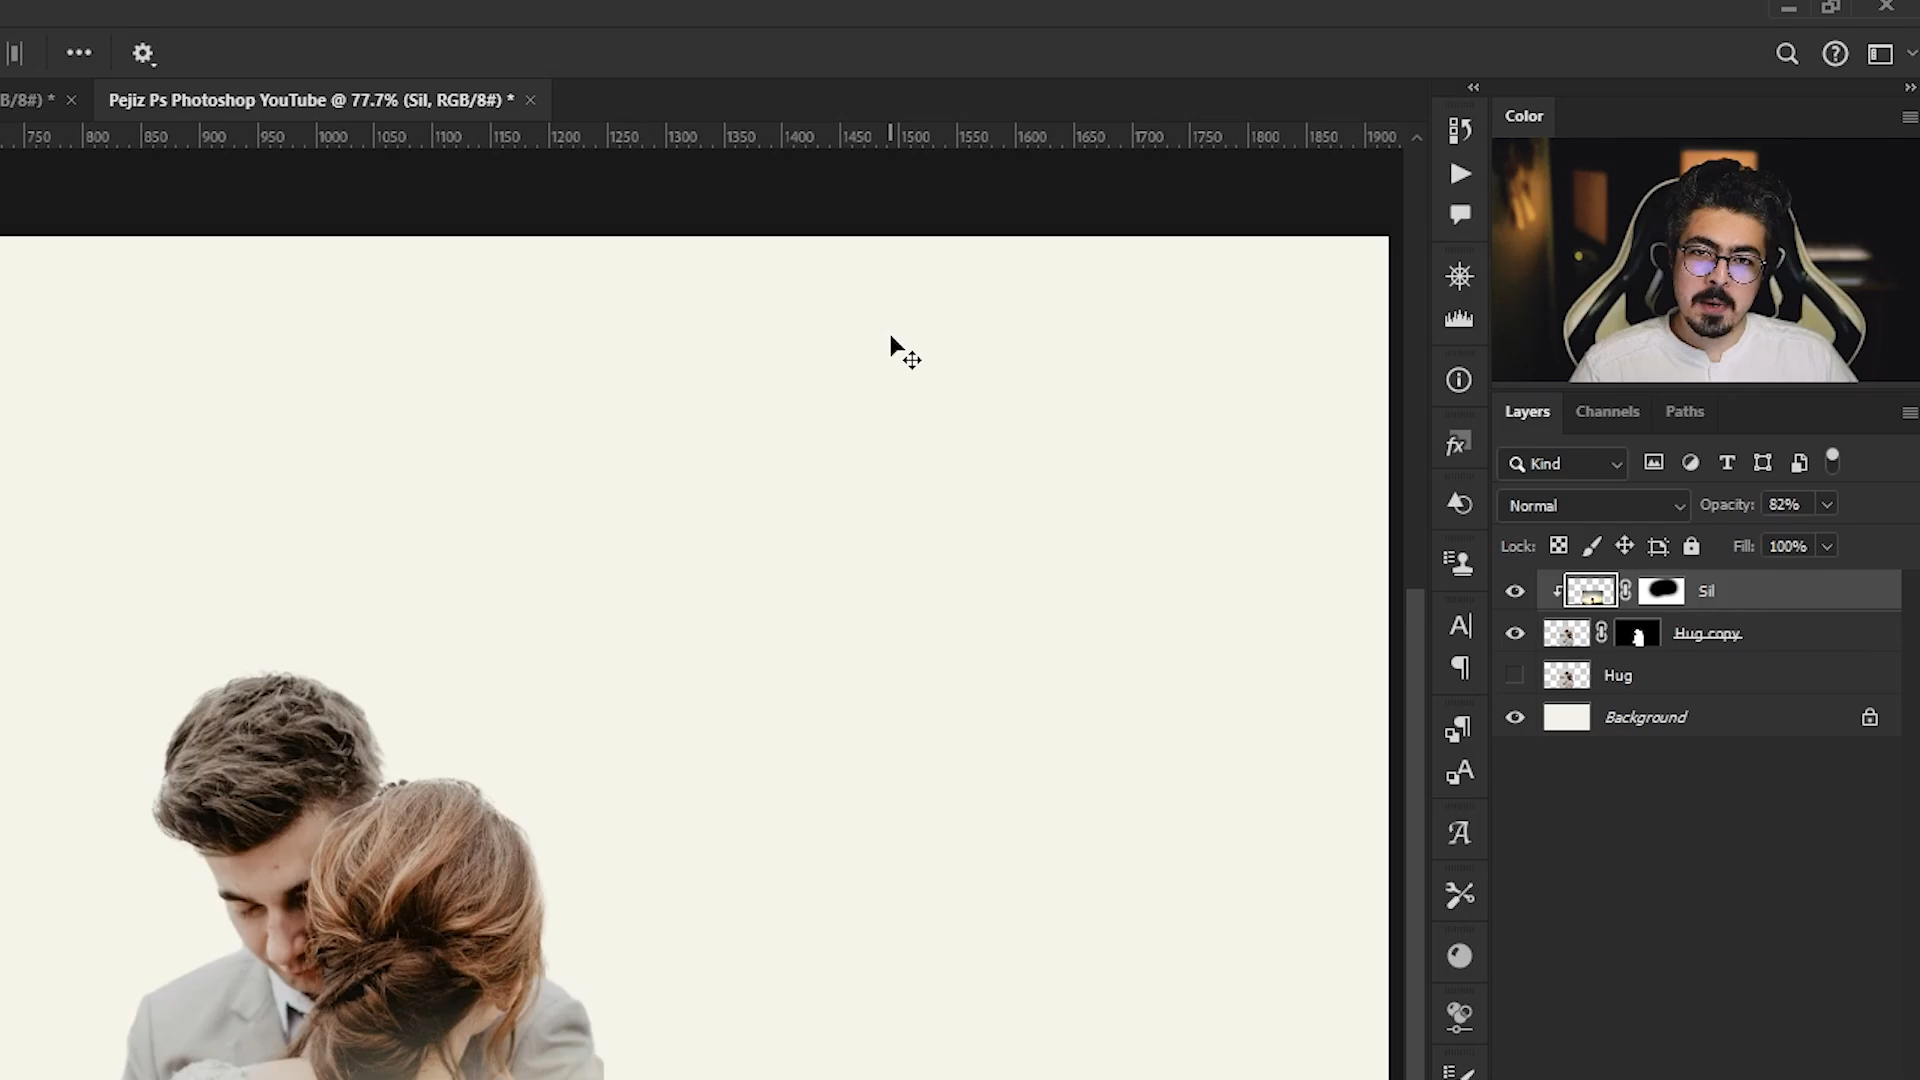 B/8#) *
Pejiz Ps Photoshop YouTube @ 77.7% (Sil, RGB/8#) *
750 800 850 900 950 1000 1050 1100 1150 1200 1250 1300 1350 1400 1450 1500 1550 1600 1650 1700 1750 1800 1850 1900
Color
Layers Channels Paths
Kind
Normal Opacity: 82%
Lock: Fill: 100%
Sil
Hug copy
Hug
Background